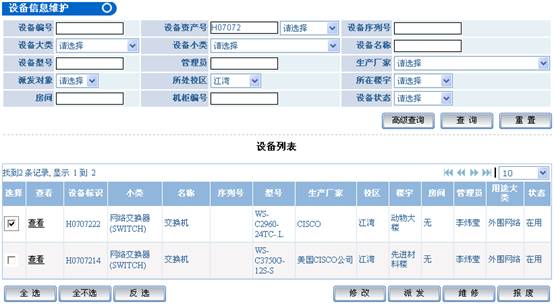 设备信息维护
设备编号 设备资产号 H07072 请选择 设备序列号
设备大类 请选择 设备小类 请选择 设备名称
设备型号 管理员 生产厂家 请选择
派发对象 请选择 所处校区 江湾 所在楼宇 请选择
房间 机柜编号 设备状态 请选择
高级查询 查 询 重 置
设备列表
找到2 条记录, 显示 1 到 2 10
选择 查看 设备标识 小类 名称 序列号 型号 生产厂家 校区 楼宇 房间 管理员 用途大类 状态
查看 H0707222 网络交换器(SWITCH) 交换机 WS-C2960-24TC-L CISCO 江湾 动物大楼 无 李炜莹 外围网络 在用
查看 H0707214 网络交换器(SWITCH) 交换机 WS-C3750G-12S-S 美国CISCO公司 江湾 先进材料楼 无 李炜莹 外围网络 在用
全 选 全不选 反 选 修 改 派 发 维 修 报 废